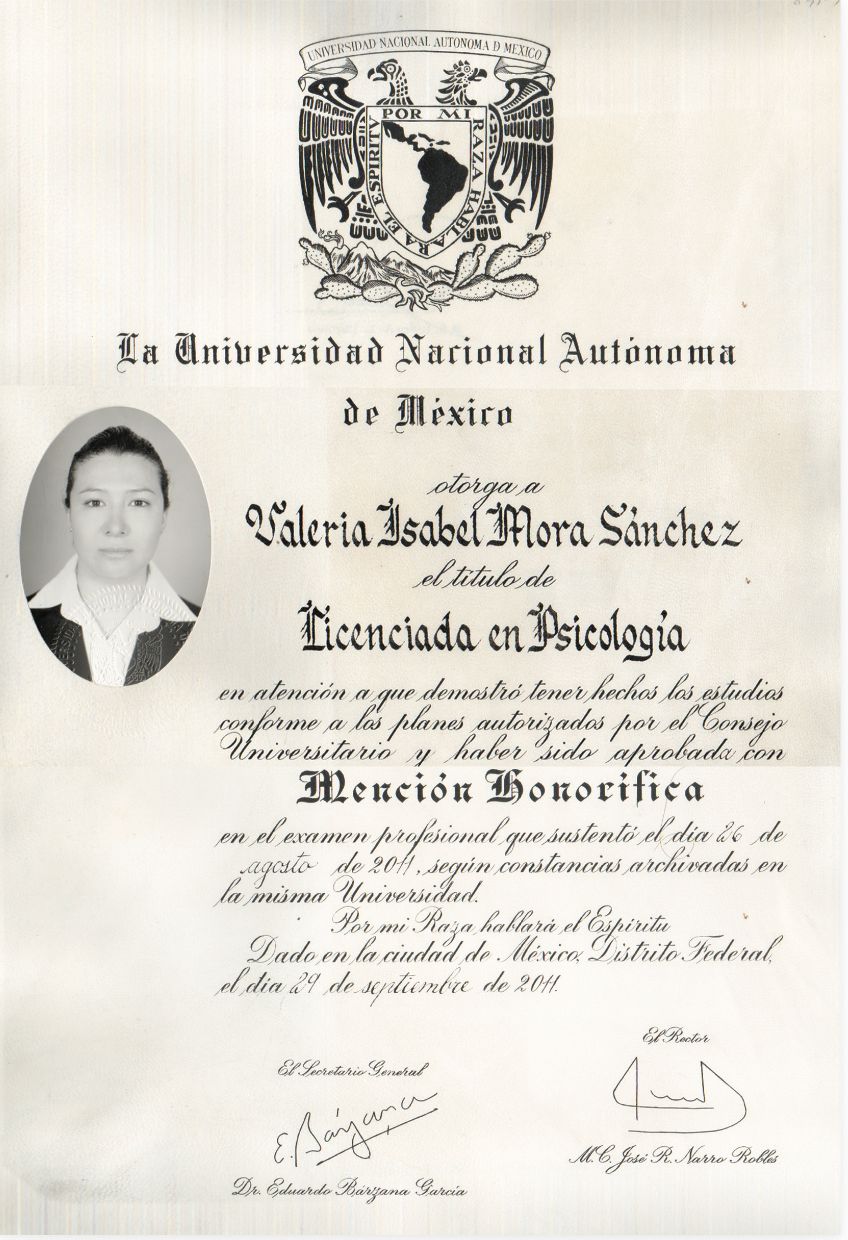 UNIVERSIDAD NACIONAL AUTONOMA D MEXICO
POR MI RAZA HABLARA EL ESPIRITV
La Universidad Nacional Autónoma
de México
otorga a
Valeria Isabel Mora Sánchez
el título de
Licenciada en Psicología
en atención a que demostró tener hechos los estudios
conforme a los planes autorizados por el Consejo
Universitario y haber sido aprobada con
Mención Honorífica
en el examen profesional que sustentó el día 26 de
agosto de 2011, según constancias archivadas en
la misma Universidad.
Por mi Raza hablará el Espíritu
Dado en la ciudad de México, Distrito Federal,
el día 29 de septiembre de 2011.
El Rector
El Secretario General
E. Bárzana
M.C. José R. Narro Robles
Dr. Eduardo Bárzana García